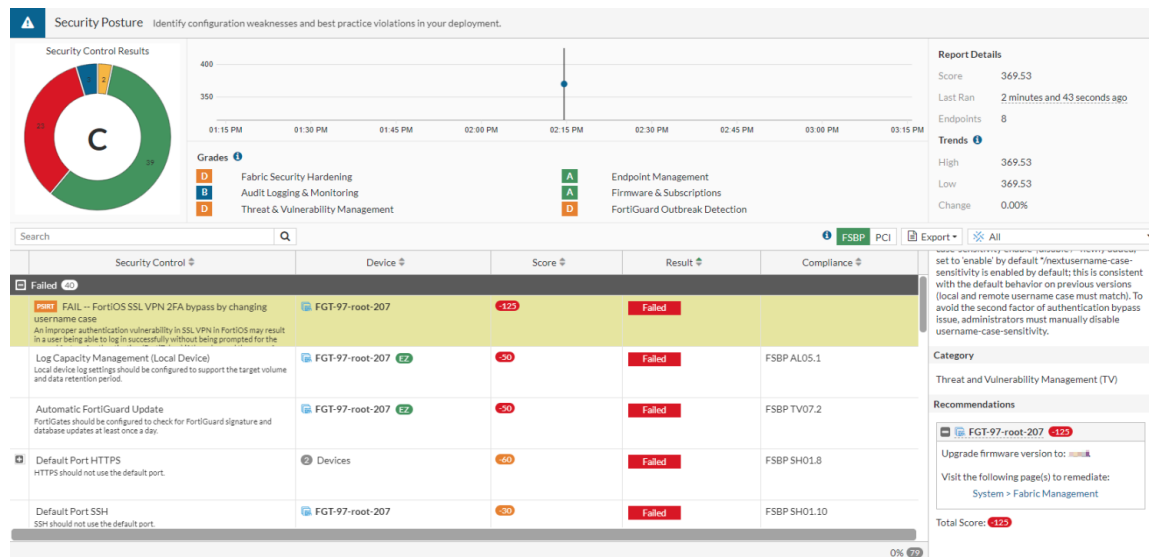 Security Posture Identify configuration weaknesses and best practice violations in your deployment.
Security Control Results
2
39
C
400
350
01:15 PM 01:30 PM 01:45 PM 02:00 PM 02:15 PM 02:30 PM 02:45 PM 03:00 PM 03:15 PM
Grades
D Fabric Security Hardening
B Audit Logging & Monitoring
D Threat & Vulnerability Management
A Endpoint Management
A Firmware & Subscriptions
D FortiGuard Outbreak Detection
Report Details
Score 369.53
Last Ran 2 minutes and 43 seconds ago
Endpoints 8
Trends
High 369.53
Low 369.53
Change 0.00%
Search
FSBP PCI Export All
Security Control Device Score Result Compliance
Failed 40
PSIRT FAIL -- FortiOS SSL VPN 2FA bypass by changing
username case
An improper authentication vulnerability in SSL VPN in FortiOS may result
in a user being able to log in successfully without being prompted for the
FGT-97-root-207 -125 Failed
Log Capacity Management (Local Device)
Local device log settings should be configured to support the target volume
and data retention period.
FGT-97-root-207 EZ -50 Failed FSBP AL05.1
Automatic FortiGuard Update
FortiGates should be configured to check for FortiGuard signature and
database updates at least once a day.
FGT-97-root-207 EZ -50 Failed FSBP TV07.2
Default Port HTTPS
HTTPS should not use the default port.
2 Devices -60 Failed FSBP SH01.8
Default Port SSH
SSH should not use the default port.
FGT-97-root-207 -30 Failed FSBP SH01.10
0% 79
set to 'enable' by default */nextusername-case-
sensitivity is enabled by default; this is consistent
with the default behavior on previous versions
(local and remote username case must match). To
avoid the second factor of authentication bypass
issue, administrators must manually disable
username-case-sensitivity.
Category
Threat and Vulnerability Management (TV)
Recommendations
FGT-97-root-207 -125
Upgrade firmware version to:
Visit the following page(s) to remediate:
System > Fabric Management
Total Score: -125